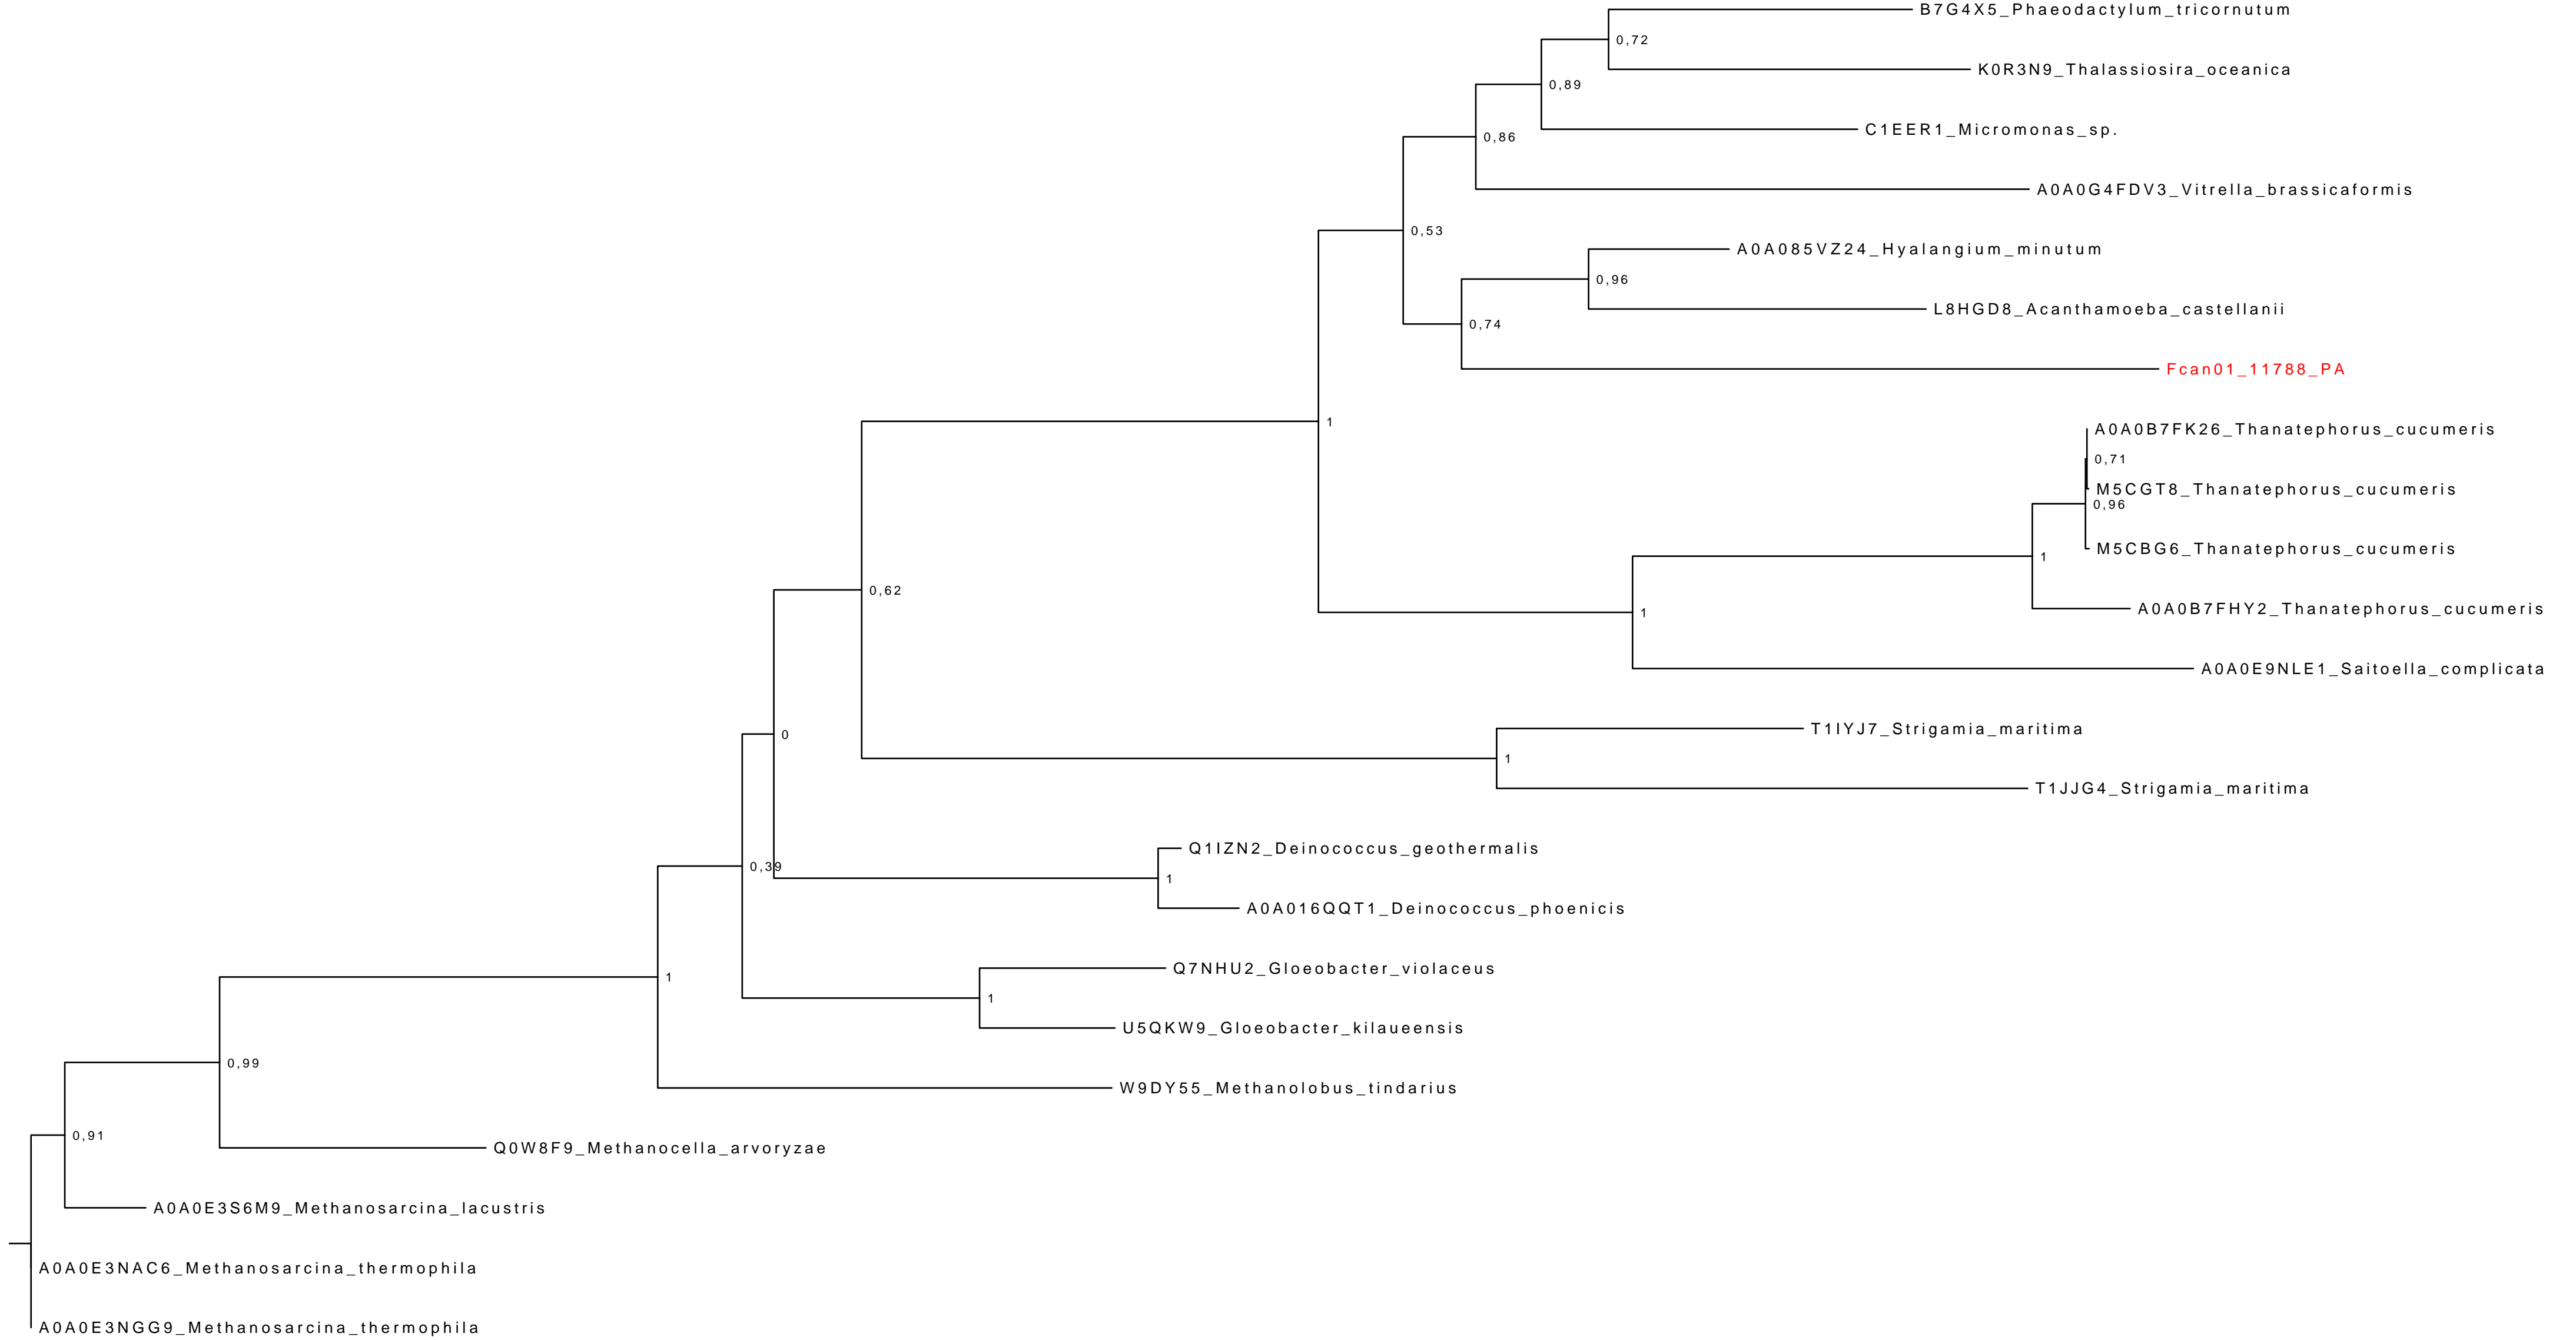 B7G4X5_Phaeodactylum_tricornutum
0,72
K0R3N9_Thalassiosira_oceanica
0,89
C1EER1_Micromonas_sp.
0,86
A0A0G4FDV3_Vitrella_brassicaformis
0,53
A0A085VZ24_Hyalangium_minutum
0,96
L8HGD8_Acanthamoeba_castellanii
0,74
Fcan01_11788_PA
1
A0A0B7FK26_Thanatephorus_cucumeris
0,71
M5CGT8_Thanatephorus_cucumeris
0,96
M5CBG6_Thanatephorus_cucumeris
1
0,62
A0A0B7FHY2_Thanatephorus_cucumeris
1
A0A0E9NLE1_Saitoella_complicata
T1IYJ7_Strigamia_maritima
0
1
T1JJG4_Strigamia_maritima
Q1IZN2_Deinococcus_geothermalis
0,39
1
A0A016QQT1_Deinococcus_phoenicis
Q7NHU2_Gloeobacter_violaceus
1
1
U5QKW9_Gloeobacter_kilaueensis
0,99
W9DY55_Methanolobus_tindarius
0,91
Q0W8F9_Methanocella_arvoryzae
A0A0E3S6M9_Methanosarcina_lacustris
A0A0E3NAC6_Methanosarcina_thermophila
A0A0E3NGG9_Methanosarcina_thermophila